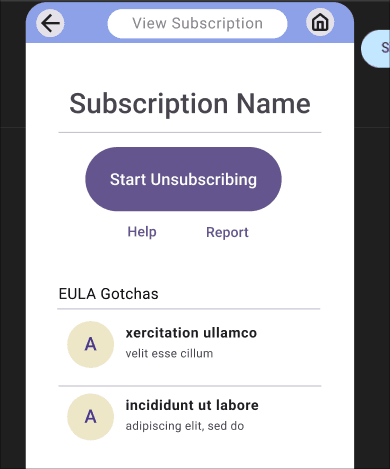 View Subscription
S
Subscription Name
Start Unsubscribing
Help Report
EULA Gotchas
A
xercitation ullamco
velit esse cillum
A
incididunt ut labore
adipiscing elit, sed do